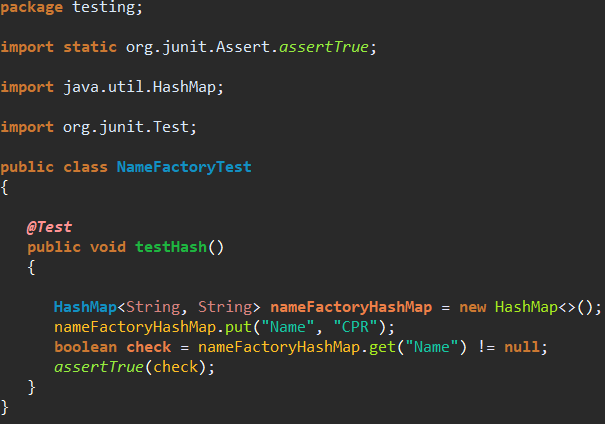 package testing;
import static org.junit.Assert.assertTrue;
import java.util.HashMap;
import org.junit.Test;
public class NameFactoryTest
{
@Test
public void testHash()
{
HashMap<String, String> nameFactoryHashMap = new HashMap<>();
nameFactoryHashMap.put("Name", "CPR");
boolean check = nameFactoryHashMap.get("Name") != null;
assertTrue(check);
}
}